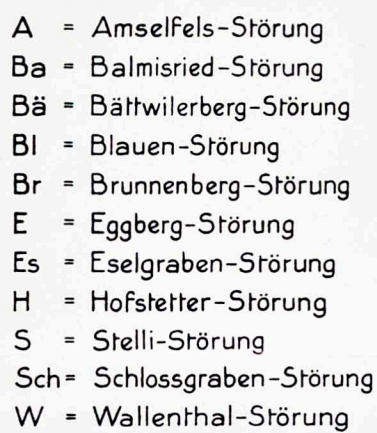 A = Amselfels-Störung
Ba = Balmisried-Störung
Bä = Bättwilerberg-Störung
Bl = Blauen-Störung
Br = Brunnenberg-Störung
E = Eggberg-Störung
Es = Eselgraben-Störung
H = Hofstetter-Störung
S = Stelli-Störung
Sch = Schlossgraben-Störung
W = Wallenthal-Störung